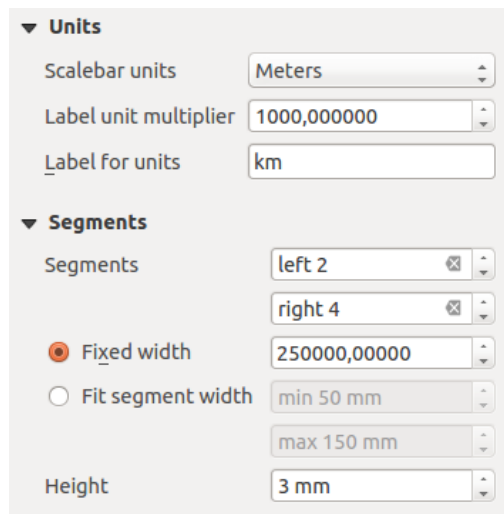 Units
Scalebar units Meters
Label unit multiplier 1000,000000
Label for units km
Segments
Segments left 2
right 4
Fixed width 250000,00000
Fit segment width min 50 mm
max 150 mm
Height 3 mm